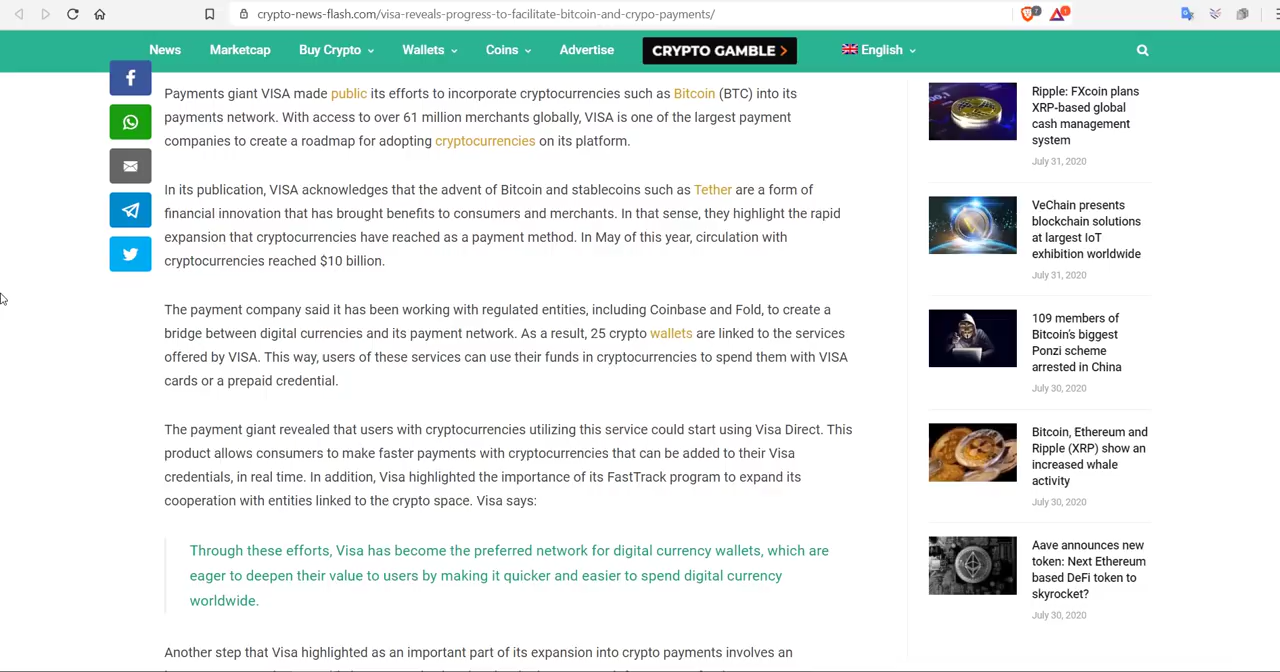 crypto-news-flash.com/visa-reveals-progress-to-facilitate-bitcoin-and-crypo-payments/
7
1
News
Marketcap
Buy Crypto
Wallets
Coins
Advertise
CRYPTO GAMBLE >
English
Payments giant VISA made public its efforts to incorporate cryptocurrencies such as Bitcoin (BTC) into its
payments network. With access to over 61 million merchants globally, VISA is one of the largest payment
companies to create a roadmap for adopting cryptocurrencies on its platform.
In its publication, VISA acknowledges that the advent of Bitcoin and stablecoins such as Tether are a form of
financial innovation that has brought benefits to consumers and merchants. In that sense, they highlight the rapid
expansion that cryptocurrencies have reached as a payment method. In May of this year, circulation with
cryptocurrencies reached $10 billion.
The payment company said it has been working with regulated entities, including Coinbase and Fold, to create a
bridge between digital currencies and its payment network. As a result, 25 crypto wallets are linked to the services
offered by VISA. This way, users of these services can use their funds in cryptocurrencies to spend them with VISA
cards or a prepaid credential.
The payment giant revealed that users with cryptocurrencies utilizing this service could start using Visa Direct. This
product allows consumers to make faster payments with cryptocurrencies that can be added to their Visa
credentials, in real time. In addition, Visa highlighted the importance of its FastTrack program to expand its
cooperation with entities linked to the crypto space. Visa says:
Through these efforts, Visa has become the preferred network for digital currency wallets, which are
eager to deepen their value to users by making it quicker and easier to spend digital currency
worldwide.
Another step that Visa highlighted as an important part of its expansion into crypto payments involves an
Ripple: FXcoin plans
XRP-based global
cash management
system
July 31, 2020
VeChain presents
blockchain solutions
at largest IoT
exhibition worldwide
July 31, 2020
109 members of
Bitcoin's biggest
Ponzi scheme
arrested in China
July 30, 2020
Bitcoin, Ethereum and
Ripple (XRP) show an
increased whale
activity
July 30, 2020
Aave announces new
token: Next Ethereum
based DeFi token to
skyrocket?
July 30, 2020